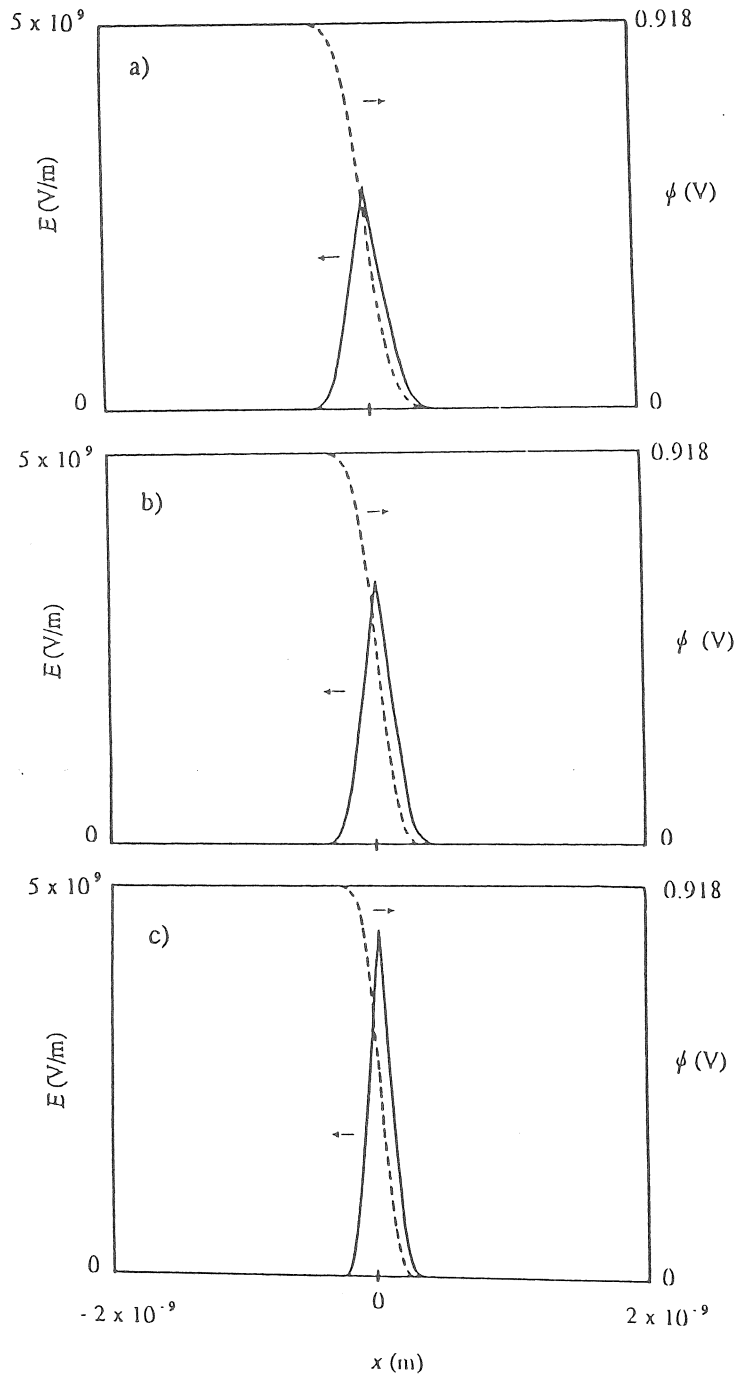 5 x 10⁹
0.918
a)
E (V/m)
ϕ (V)
0
0
5 x 10⁹
0.918
b)
E (V/m)
ϕ (V)
0
0
5 x 10⁹
0.918
c)
E (V/m)
ϕ (V)
0
0
- 2 x 10⁻⁹
0
2 x 10⁻⁹
x (m)